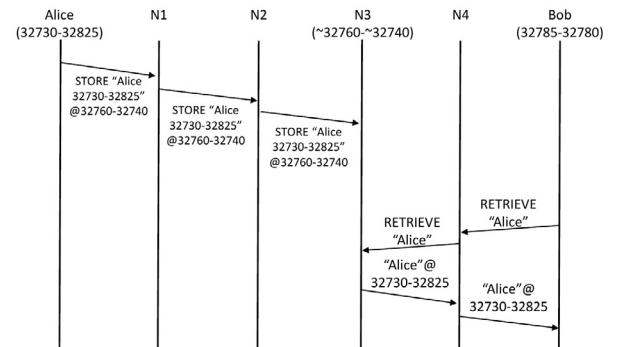 Alice
(32730-32825)
N1
N2
N3
(~32760-~32740)
N4
Bob
(32785-32780)
STORE “Alice
32730-32825”
@32760-32740
STORE “Alice
32730-32825”
@32760-32740
STORE “Alice
32730-32825”
@32760-32740
RETRIEVE
“Alice”
RETRIEVE
“Alice”
“Alice”@
32730-32825
“Alice”@
32730-32825